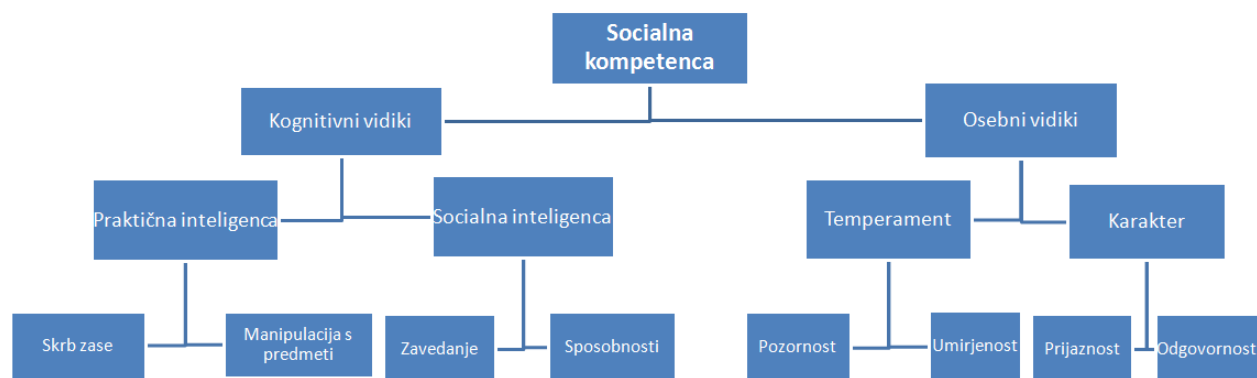 Socialna
kompetenca
Kognitivni vidiki
Osebni vidiki
Praktična inteligenca
Socialna inteligenca
Temperament
Karakter
Skrb zase
Manipulacija s
predmeti
Zavedanje
Sposobnosti
Pozornost
Umirjenost
Prijaznost
Odgovornost